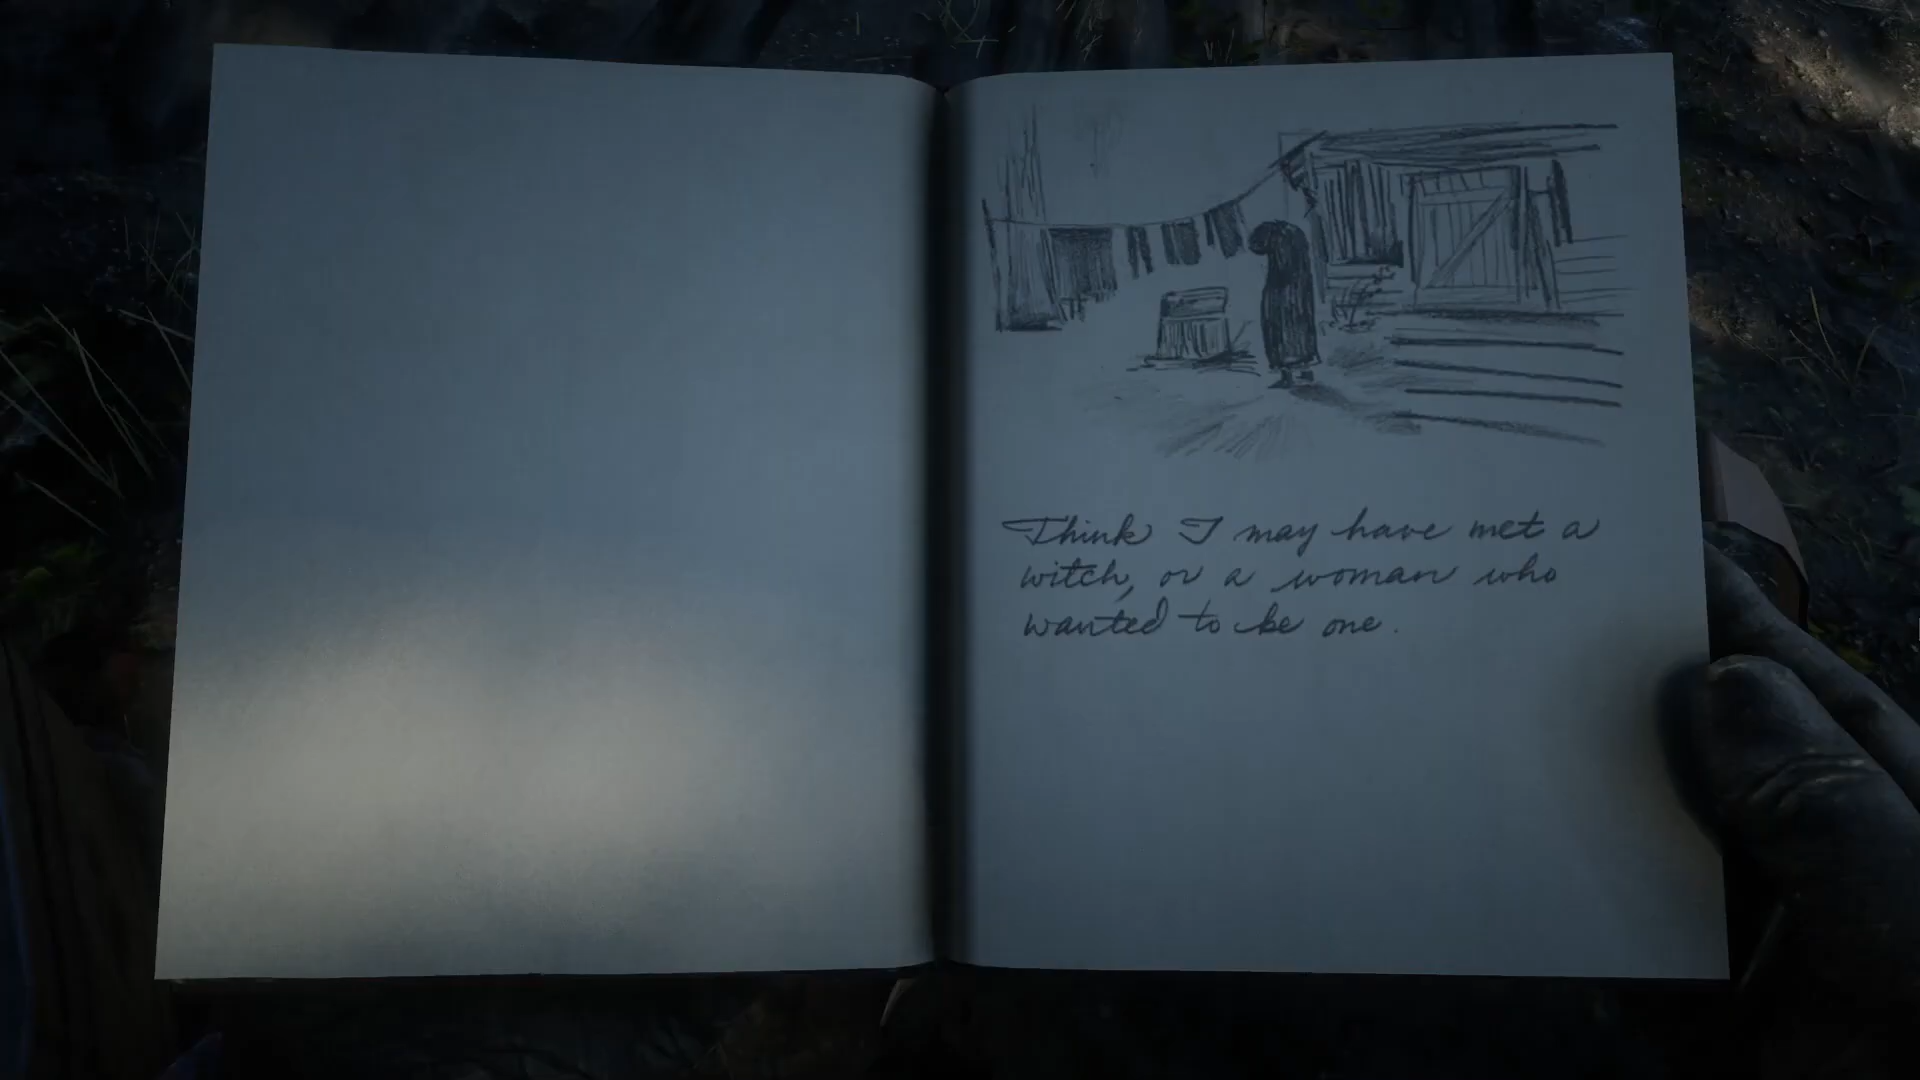 Think I may have met a
witch, or a woman who
wanted to be one.